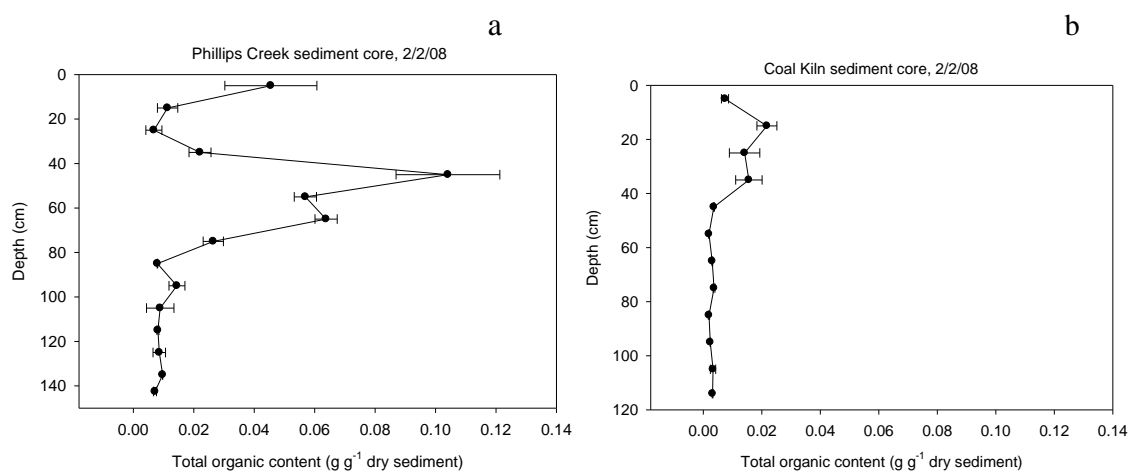 a
Phillips Creek sediment core, 2/2/08
0
20
40
60
80
100
120
140
Depth (cm)
0.00 0.02 0.04 0.06 0.08 0.10 0.12 0.14
Total organic content (g g⁻¹ dry sediment)
b
Coal Kiln sediment core, 2/2/08
0
20
40
60
80
100
120
Depth (cm)
0.00 0.02 0.04 0.06 0.08 0.10 0.12 0.14
Total organic content (g g⁻¹ dry sediment)